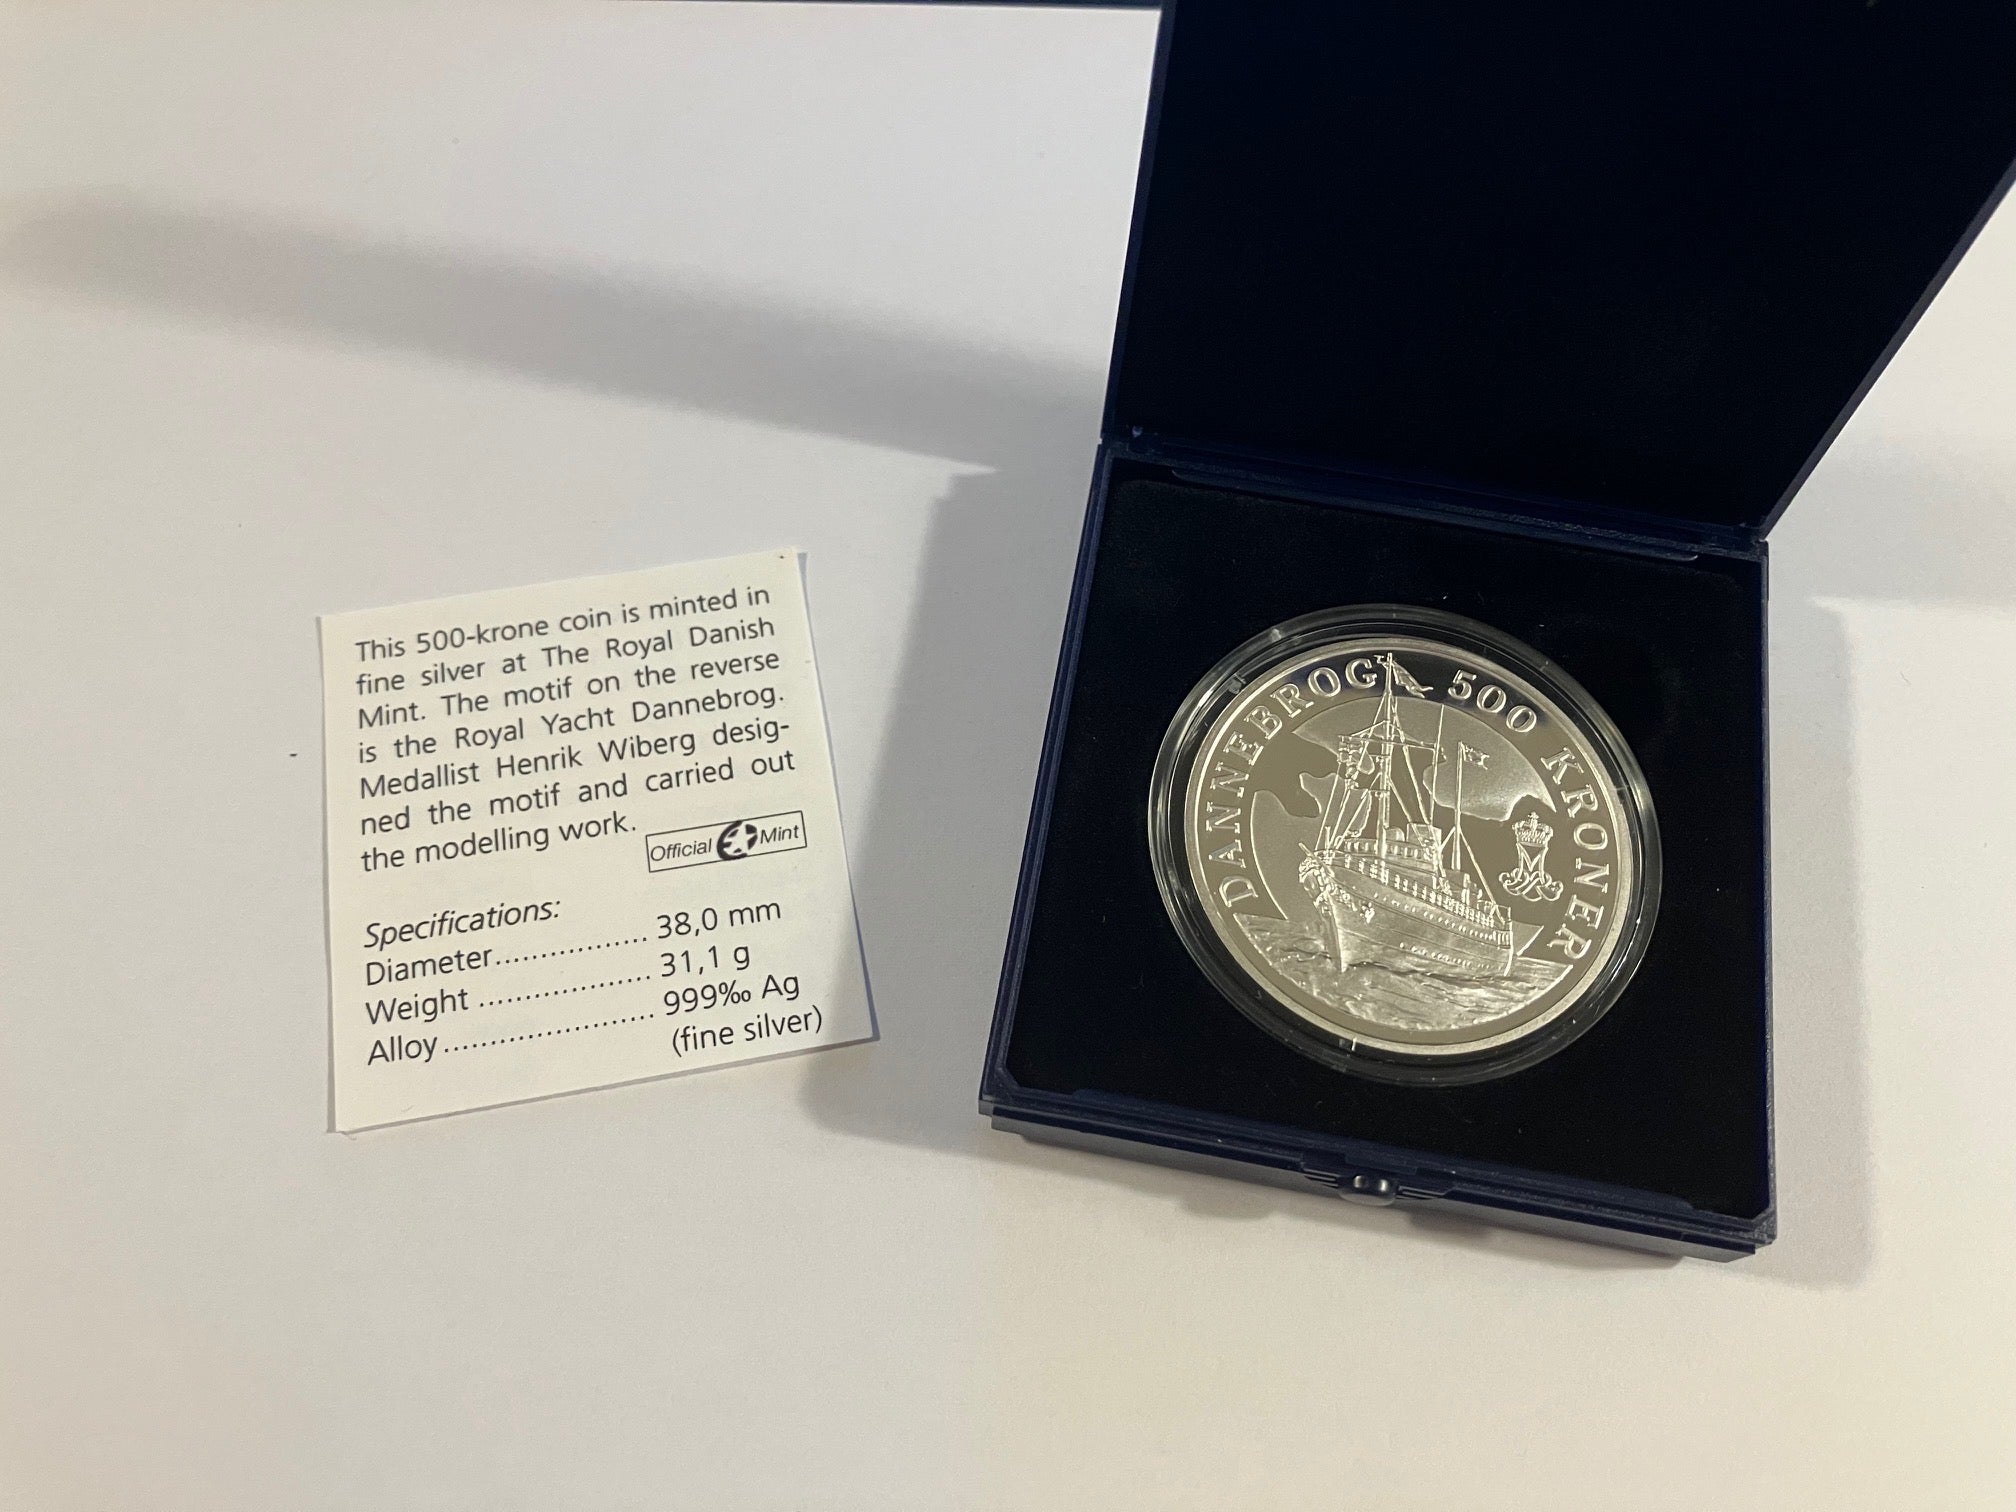 This 500-krone coin is minted in
fine silver at The Royal Danish
Mint. The motif on the reverse
is the Royal Yacht Dannebrog.
Medallist Henrik Wiberg desig-
ned the motif and carried out
the modelling work.
Official Mint
Specifications:
Diameter................ 38,0 mm
Weight .................. 31,1 g
Alloy....................... 999‰ Ag
(fine silver)
DANNEBROG 500 KRONER